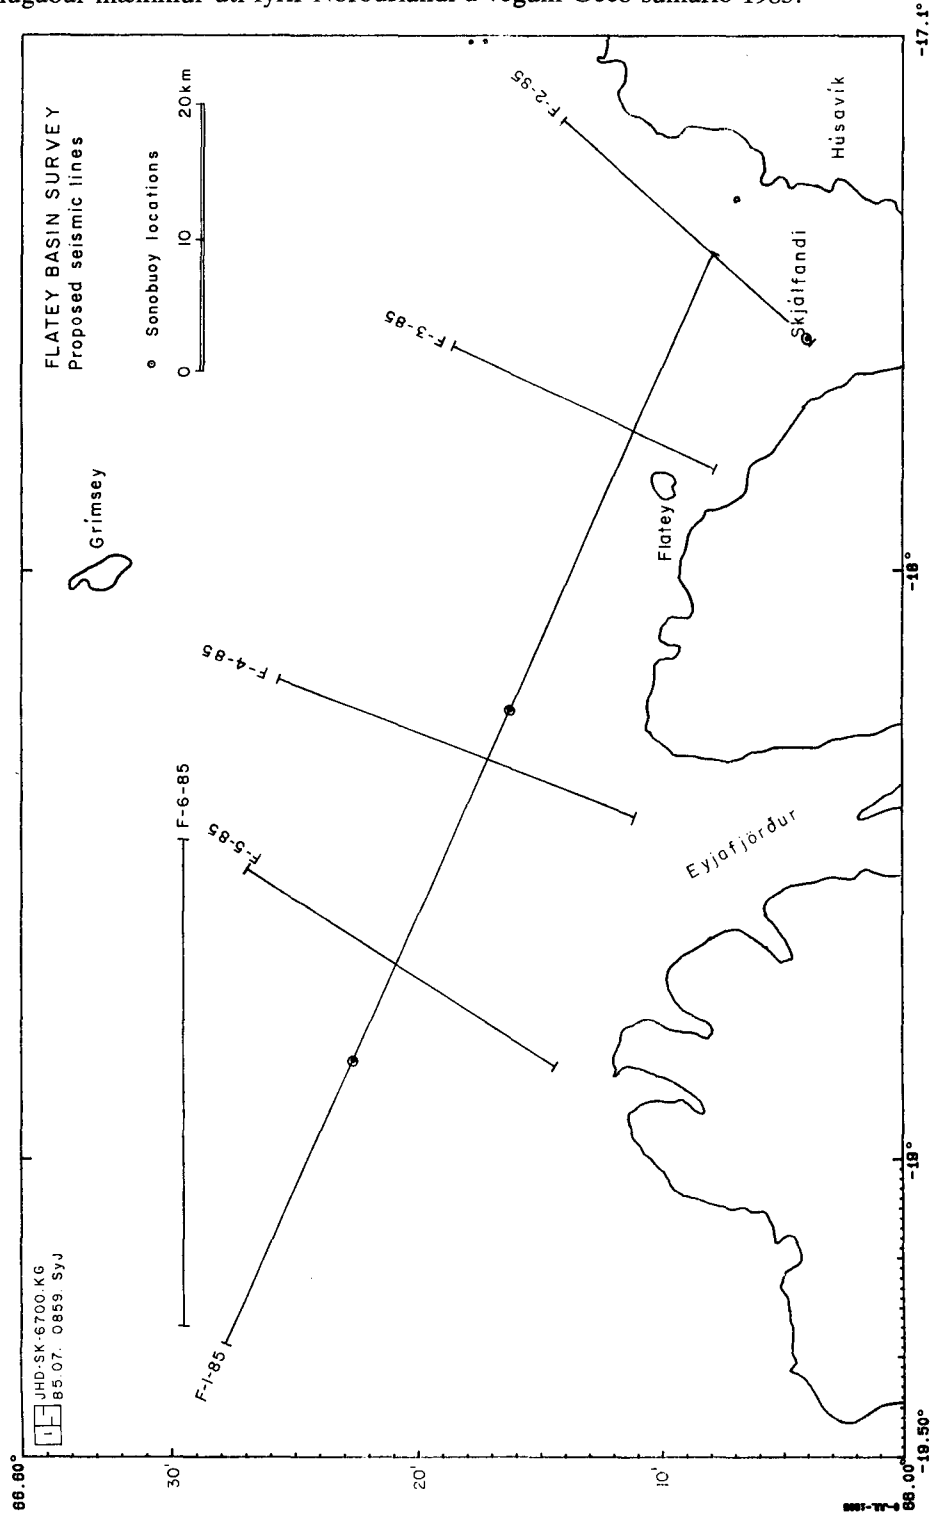 FLATEY BASIN SURVEY
Proposed seismic lines
Sonobuoy locations
0 10 20km
JHD-SK-6700.KG
85.07. 0859. SyJ
Grímsey
Flatey
Skjálfandi
Húsavík
Eyjafjörður
F-1-85
F-2-85
F-3-85
F-4-85
F-5-85
F-6-85
66.60°
30'
20'
10'
66.00°
-19.50°
-19°
-18°
-17.1°